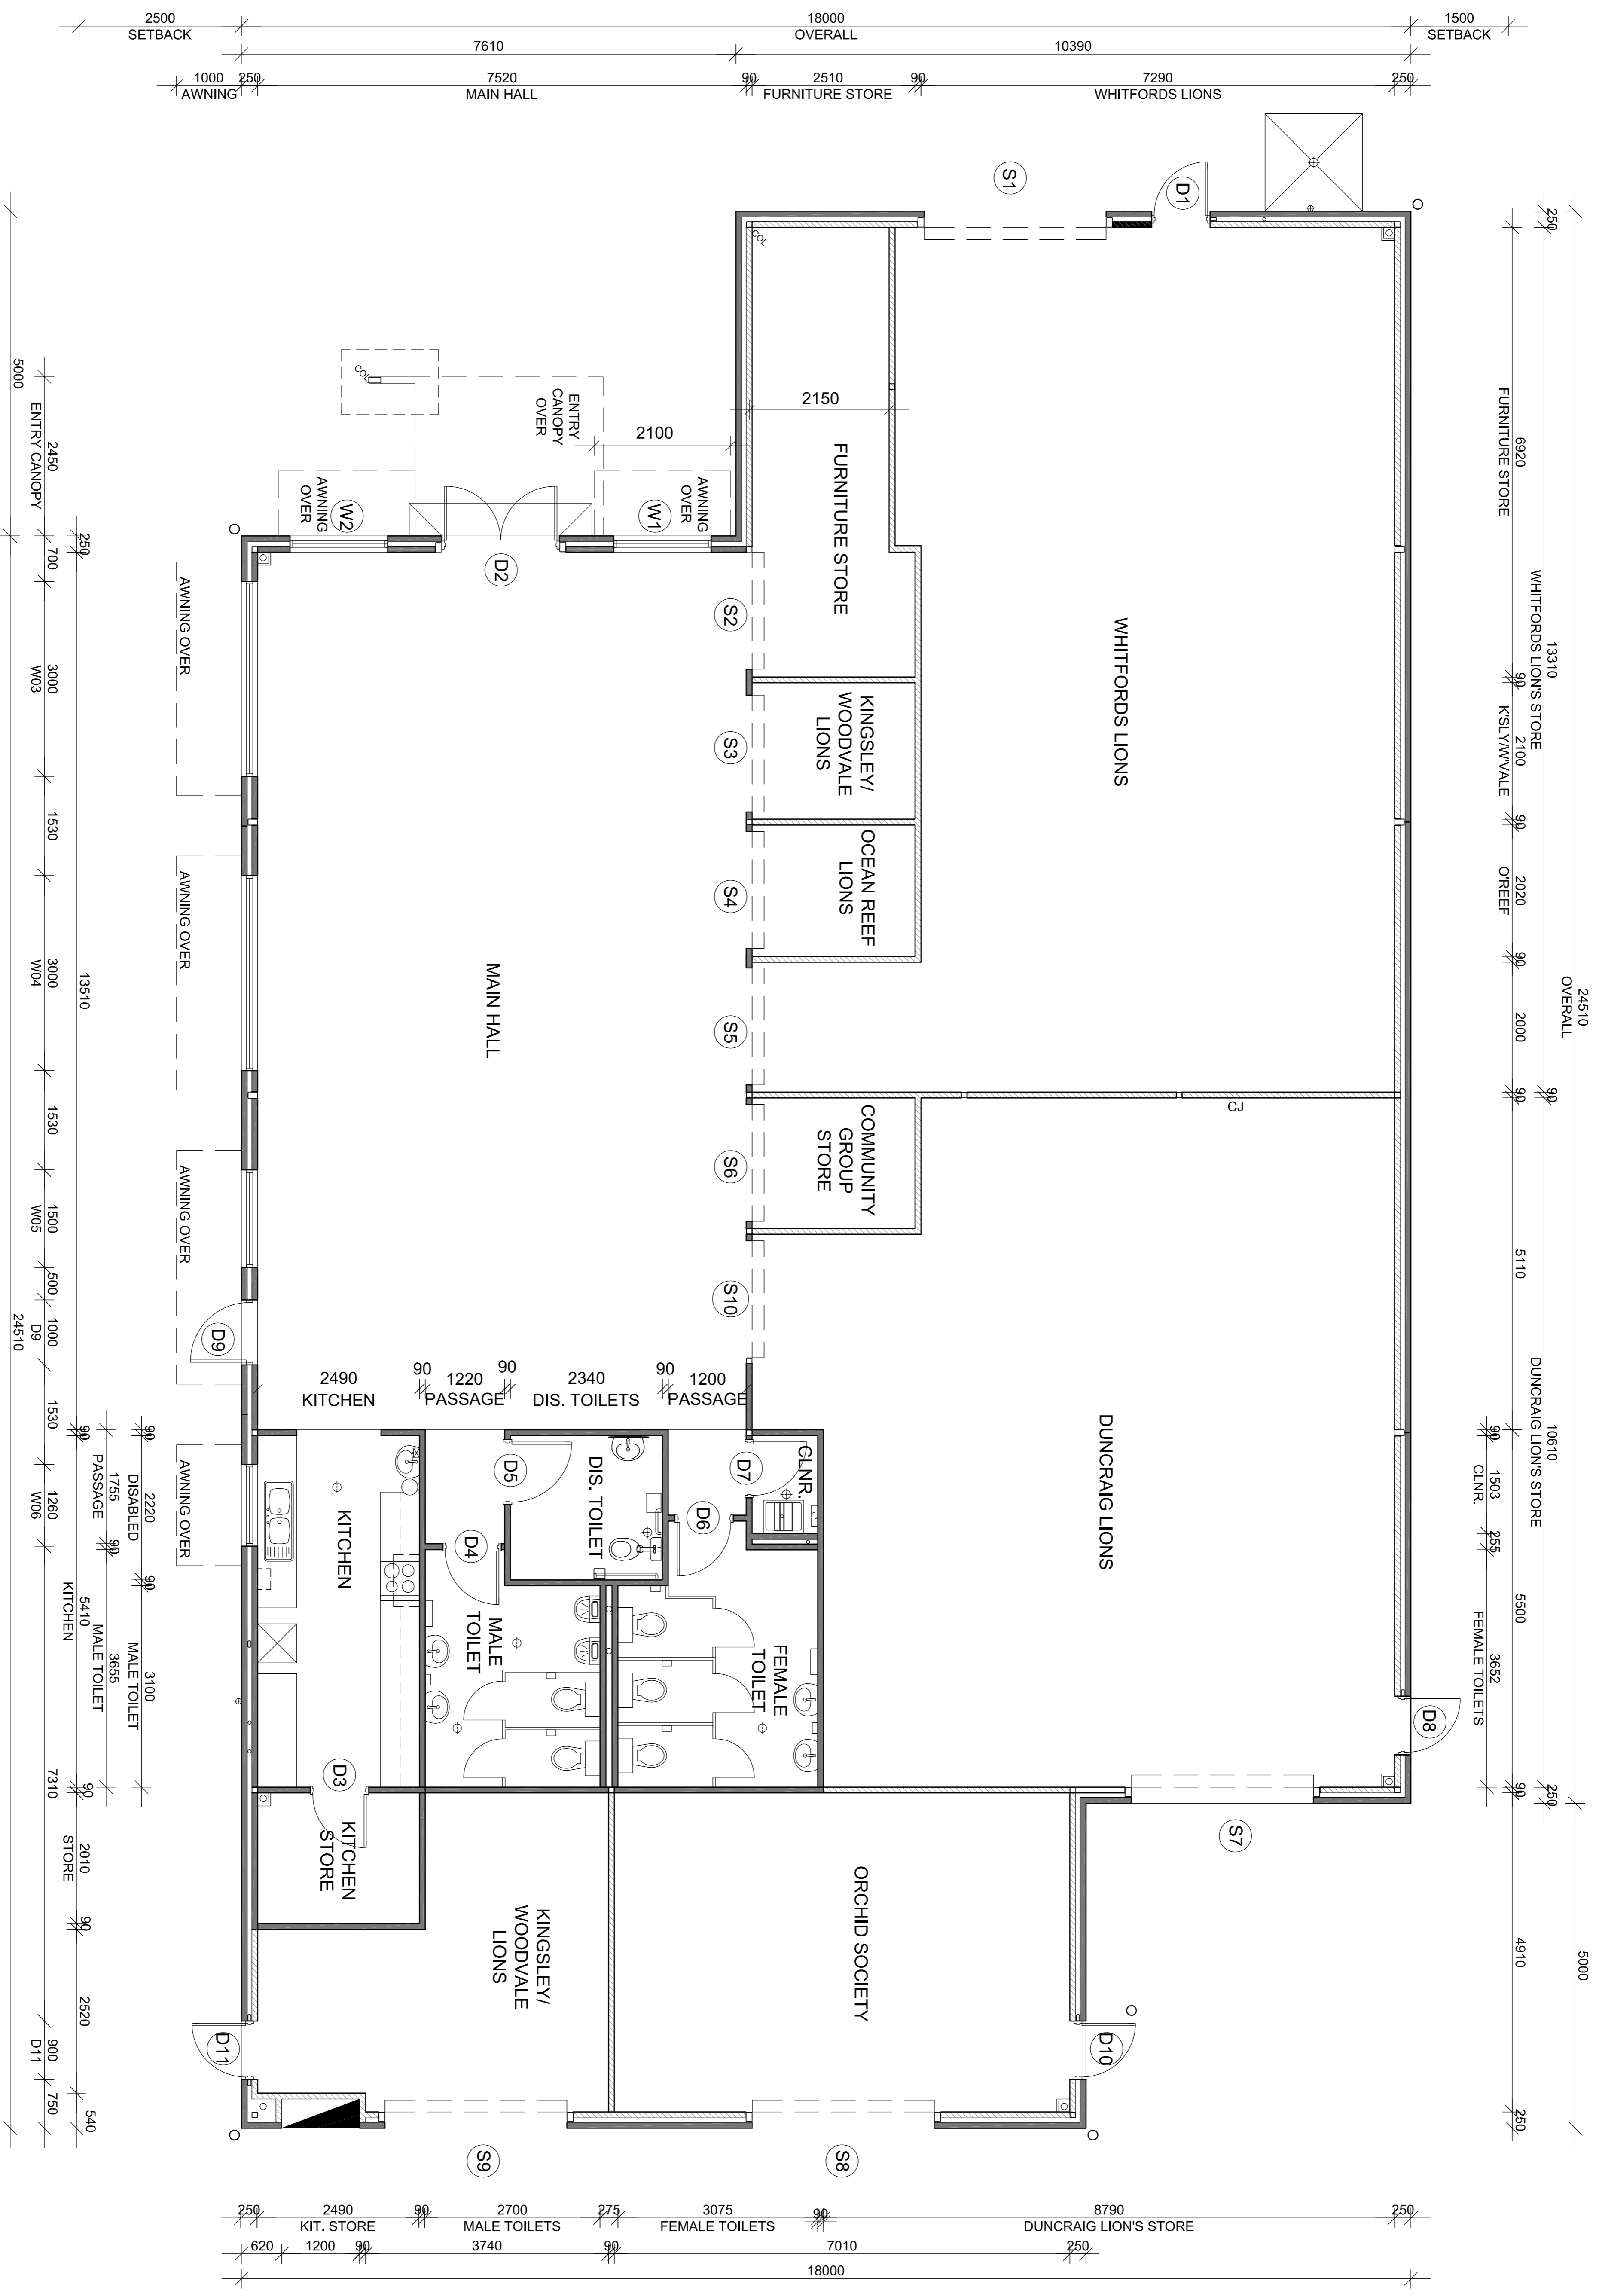 2500
SETBACK
18000
OVERALL
1500
SETBACK
7610
10390
1000
AWNING
250
7520
MAIN HALL
90
2510
FURNITURE STORE
90
7290
WHITFORDS LIONS
250
S1
D1
COL
2150
2100
ENTRY
CANOPY
OVER
COL
AWNING
OVER
W2
AWNING
OVER
W1
D2
FURNITURE STORE
WHITFORDS LIONS
S2
S3
KINGSLEY/
WOODVALE
LIONS
S4
OCEAN REEF
LIONS
S5
MAIN HALL
CJ
S6
COMMUNITY
GROUP
STORE
S10
AWNING OVER
AWNING OVER
AWNING OVER
AWNING OVER
D9
2490
KITCHEN
90
1220
PASSAGE
90
2340
DIS. TOILETS
90
1200
PASSAGE
KITCHEN
D5
DIS. TOILET
D7
CLNR.
D6
D4
MALE
TOILET
FEMALE
TOILET
DUNCRAIG LIONS
D8
D3
KITCHEN
STORE
KINGSLEY/
WOODVALE
LIONS
ORCHID SOCIETY
S7
D10
D11
S9
S8
24510
OVERALL
5000
250
13310
WHITFORDS LION'S STORE
90
10610
DUNCRAIG LION'S STORE
250
6920
FURNITURE STORE
90
2100
K'SLY/W'VALE
90
2020
O'REEF
90
2000
90
5110
5500
90
4910
250
90
1503
CLNR.
255
3652
FEMALE TOILETS
2220
DISABLED
90
90
3100
MALE TOILET
1755
PASSAGE
90
3655
MALE TOILET
250
13510
90
5410
KITCHEN
90
2010
STORE
90
2520
540
2450
ENTRY CANOPY
700
3000
W03
1530
3000
W04
1530
1500
W05
500
1000
D9
1530
1260
W06
7310
900
D11
750
5000
24510
250
2490
KIT. STORE
90
2700
MALE TOILETS
275
3075
FEMALE TOILETS
90
8790
DUNCRAIG LION'S STORE
250
620
1200
90
3740
90
7010
250
18000